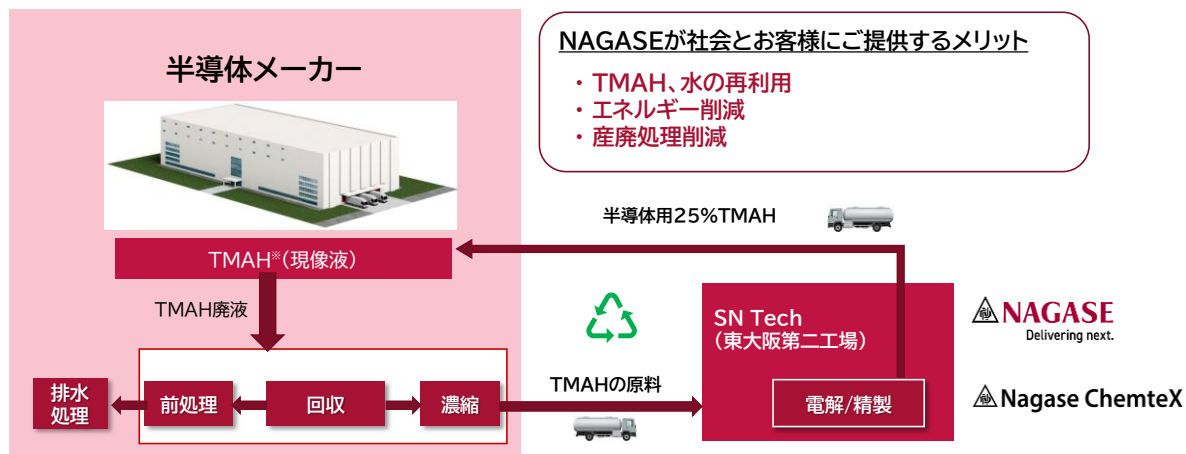 半導体メーカー
NAGASEが社会とお客様にご提供するメリット
・ TMAH、水の再利用
・ エネルギー削減
・ 産廃処理削減
半導体用25%TMAH
TMAH※(現像液)
TMAH廃液
SN Tech
(東大阪第二工場)
NAGASE
Delivering next.
排水
処理
前処理
回収
濃縮
TMAHの原料
電解/精製
Nagase ChemteX